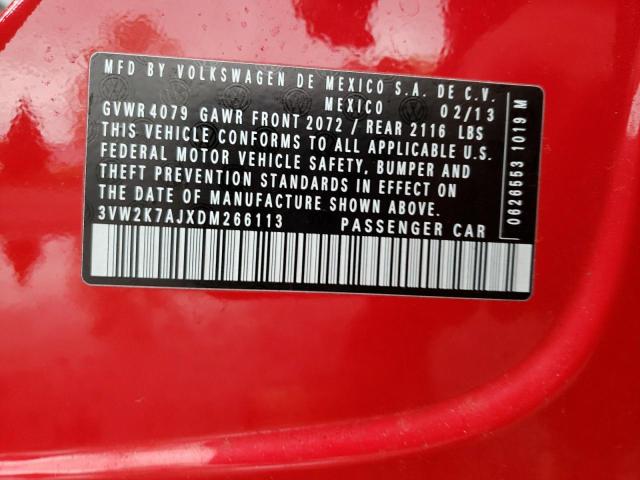 MFD BY VOLKSWAGEN DE MEXICO S.A. DE C.V.
MEXICO 02/13
GVWR 4079 GAWR FRONT 2072 / REAR 2116 LBS
THIS VEHICLE CONFORMS TO ALL APPLICABLE U.S.
FEDERAL MOTOR VEHICLE SAFETY, BUMPER AND
THEFT PREVENTION STANDARDS IN EFFECT ON
THE DATE OF MANUFACTURE SHOWN ABOVE.
3VW2K7AJXDM266113 PASSENGER CAR
0626553 1019 M